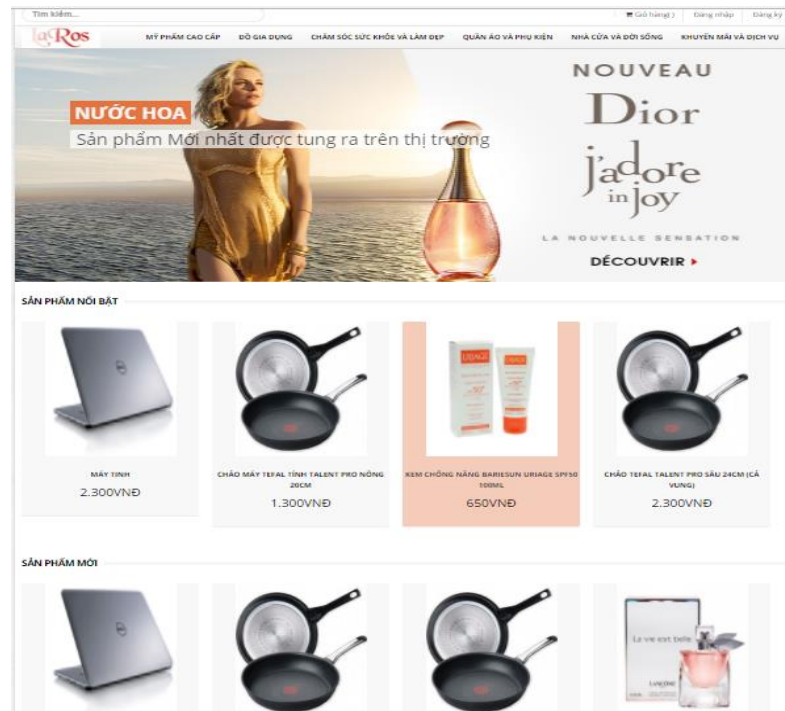 Tìm kiếm...
Giỏ hàng( )
Đăng nhập
Đăng ký
LaRos
MỸ PHẨM CAO CẤP
ĐỒ GIA DỤNG
CHĂM SÓC SỨC KHỎE VÀ LÀM ĐẸP
QUẦN ÁO VÀ PHỤ KIỆN
NHÀ CỬA VÀ ĐỜI SỐNG
KHUYẾN MÃI VÀ DỊCH VỤ
NƯỚC HOA
Sản phẩm Mới nhất được tung ra trên thị trường
NOUVEAU
Dior
j'adore
in joy
LA NOUVELLE SENSATION
DÉCOUVRIR
SẢN PHẨM NỔI BẬT
DELL
URIAGE
MÁY TINH
2.300VNĐ
CHẢO MÁY TEFAL TÍNH TALENT PRO NÔNG
20CM
1.300VNĐ
KEM CHỐNG NẮNG BARIESUN URIAGE SPF50
100ML
650VNĐ
CHẢO TEFAL TALENT PRO SÂU 24CM (CẢ
VUNG)
2.300VNĐ
SẢN PHẨM MỚI
DELL
La vie est belle
LANCÔME